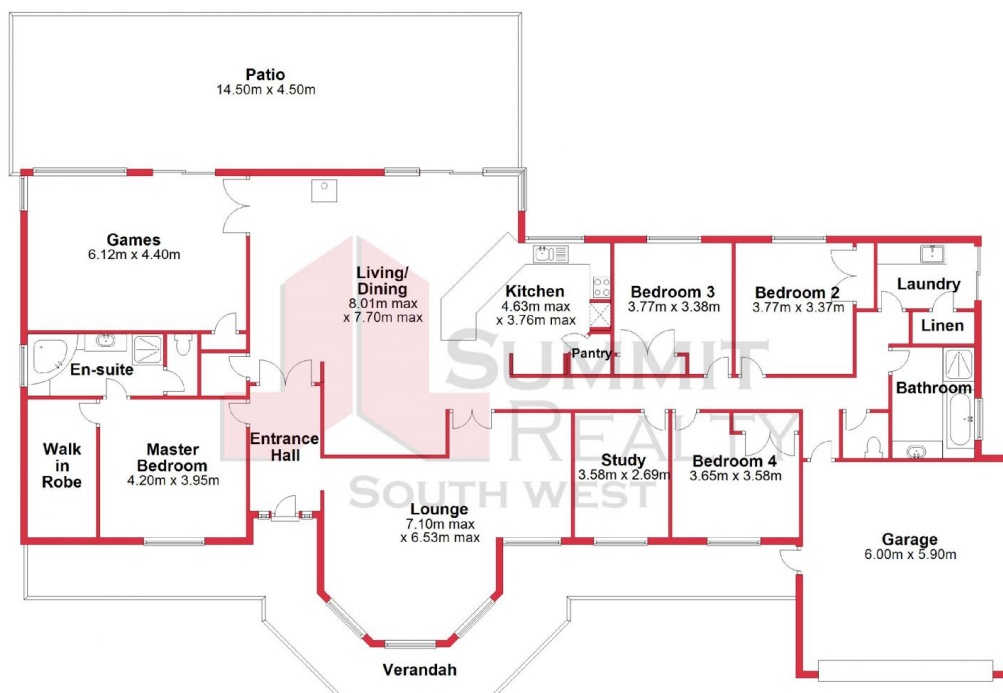 Patio
14.50m x 4.50m
Games
6.12m x 4.40m
Living/
Dining
8.01m max
x 7.70m max
Kitchen
4.63m max
x 3.76m max
Pantry
Bedroom 3
3.77m x 3.38m
Bedroom 2
3.77m x 3.37m
Laundry
Linen
En-suite
Bathroom
Walk
in
Robe
Master
Bedroom
4.20m x 3.95m
Entrance
Hall
Lounge
7.10m max
x 6.53m max
Study
3.58m x 2.69m
Bedroom 4
3.65m x 3.58m
Garage
6.00m x 5.90m
Verandah
SUMMIT
REALTY
SOUTH WEST